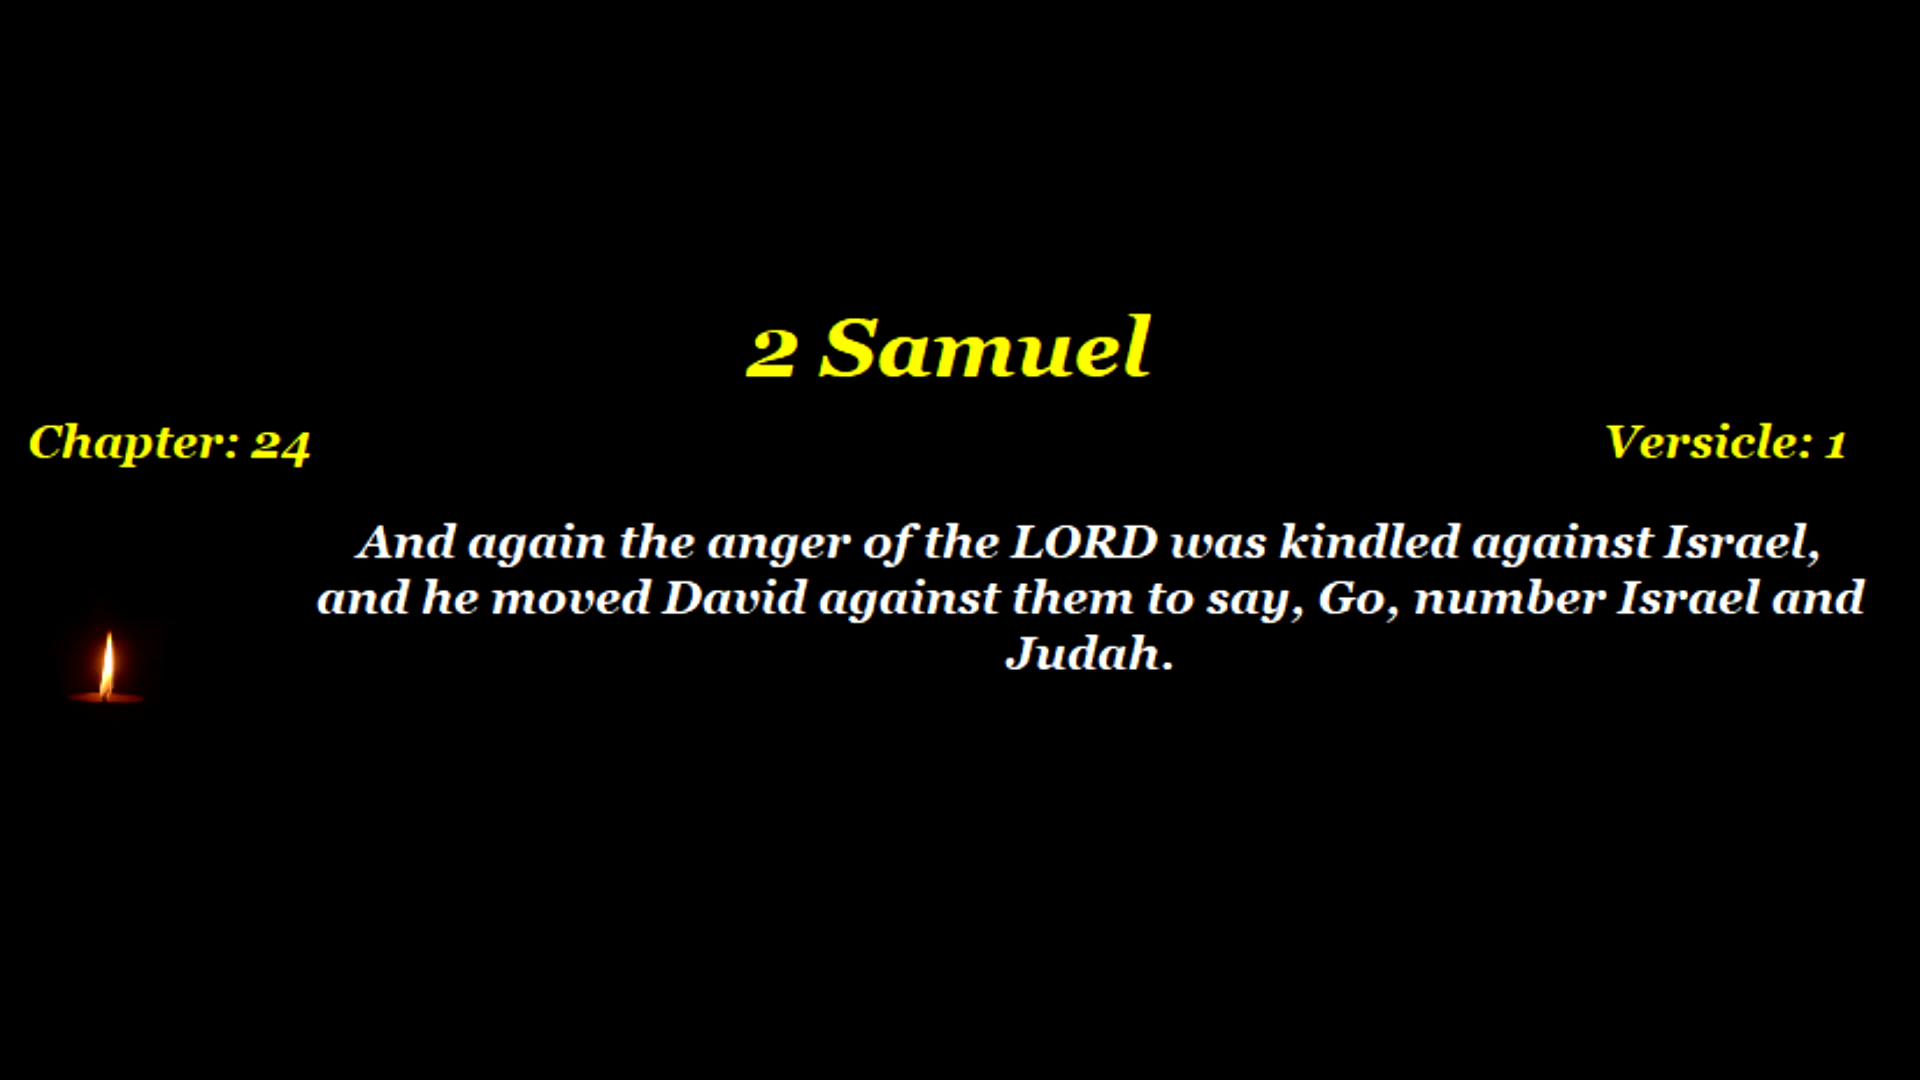 2 Samuel
Chapter: 24
Versicle: 1
And again the anger of the LORD was kindled against Israel,
and he moved David against them to say, Go, number Israel and
Judah.